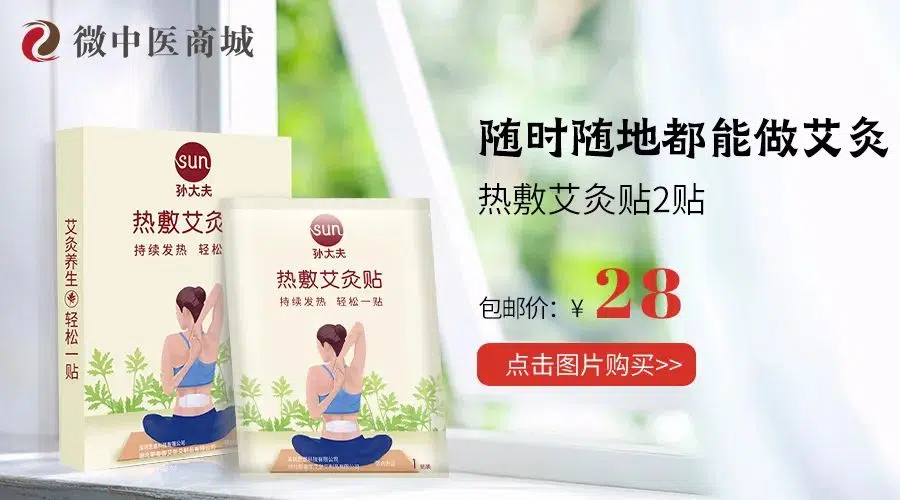 微中医商城
随时随地都能做艾灸
热敷艾灸贴2贴
包邮价: ¥ 28
点击图片购买>>
sun
孙大夫
热敷艾灸
持续发热 轻松
艾灸养生 轻松一贴
sun
孙大夫
热敷艾灸贴
持续发热 轻松一贴